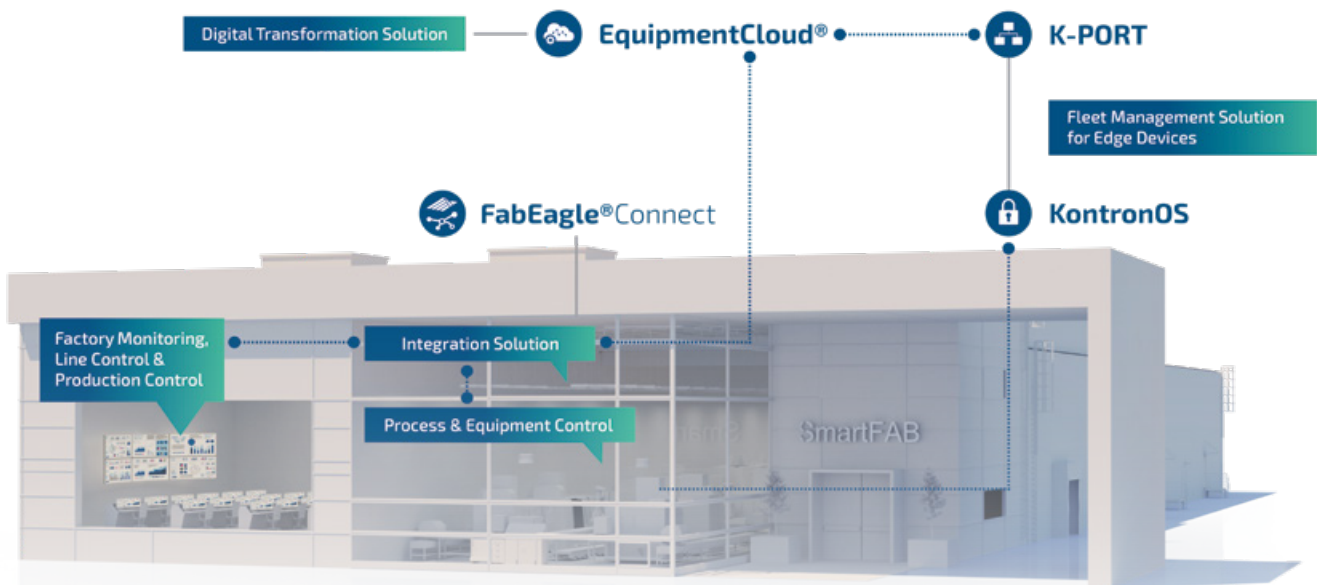 Digital Transformation Solution
EquipmentCloud®
K-PORT
Fleet Management Solution
for Edge Devices
FabEagle®Connect
KontronOS
Factory Monitoring,
Line Control &
Production Control
Integration Solution
Process & Equipment Control
SmartFAB